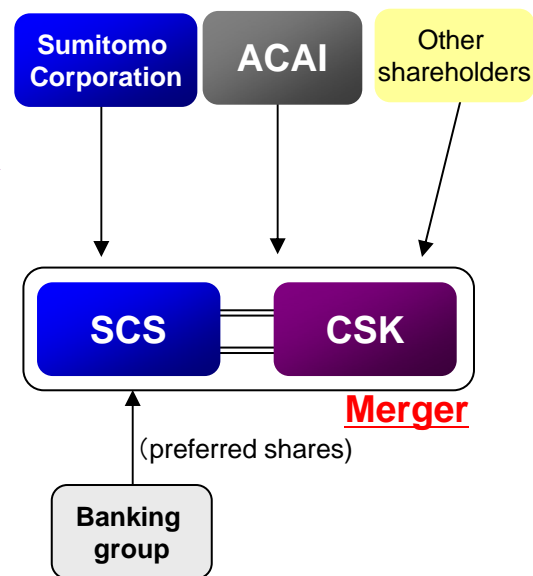 Sumitomo
Corporation
ACAI
Other
shareholders
SCS
CSK
Merger
(preferred shares)
Banking
group